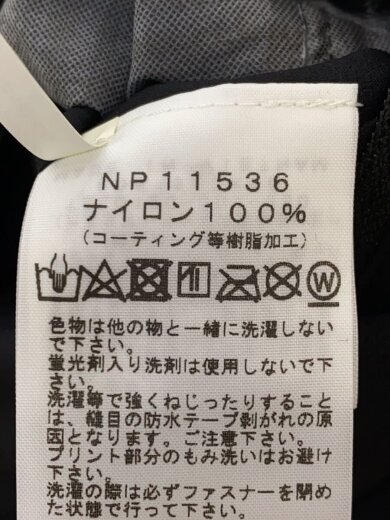 NP11536
ナイロン100%
(コーティング等樹脂加工)
W
色物は他の物と一緒に洗濯しない
で下さい。
蛍光剤入り洗剤は使用しないで下
さい。
洗濯等で強くねじったりすること
は、縫目の防水テープ剥がれの原
因となります。ご注意下さい。
プリント部分のもみ洗いはお避け
下さい。
洗濯の際は必ずファスナーを閉め
た状態で行って下さい。